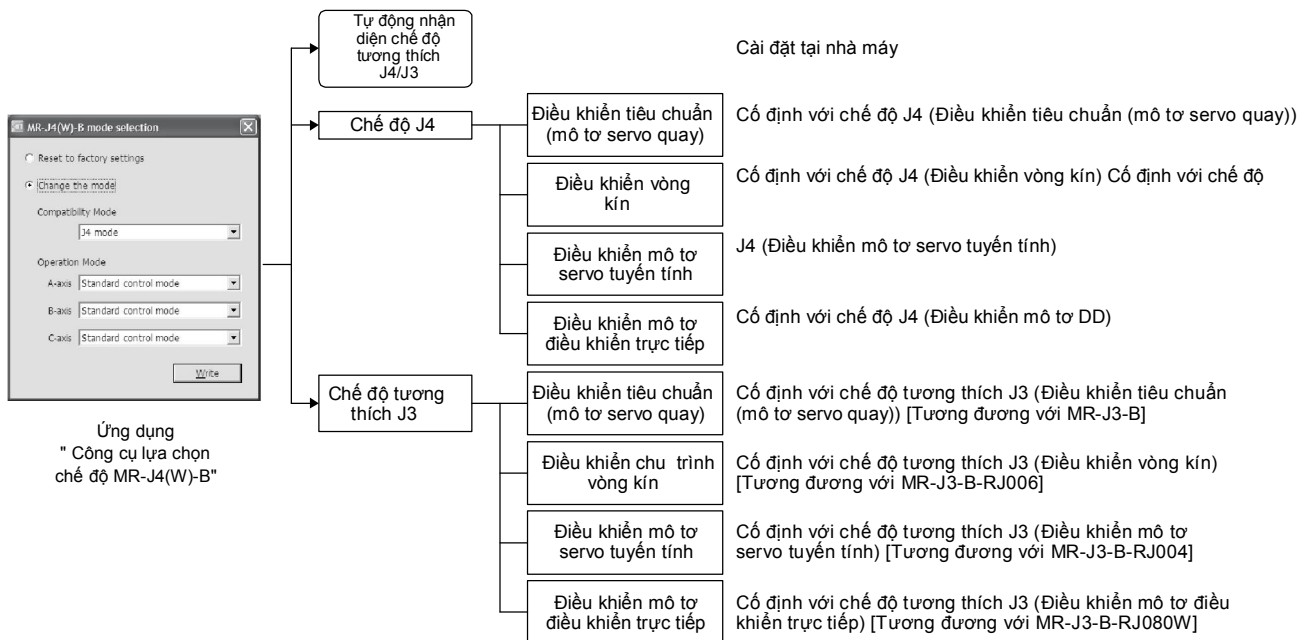 Tự động nhận
diện chế độ
tương thích
J4/J3
Cài đặt tại nhà máy
MR-J4(W)-B mode selection
Reset to factory settings
Change the mode
Compatibility Mode
J4 mode
Operation Mode
A-axis Standard control mode
B-axis Standard control mode
C-axis Standard control mode
Write
Ứng dụng
" Công cụ lựa chọn
chế độ MR-J4(W)-B"
Chế độ J4
Điều khiển tiêu chuẩn
(mô tơ servo quay)
Cố định với chế độ J4 (Điều khiển tiêu chuẩn (mô tơ servo quay))
Điều khiển vòng
kín
Cố định với chế độ J4 (Điều khiển vòng kín) Cố định với chế độ
Điều khiển mô tơ
servo tuyến tính
J4 (Điều khiển mô tơ servo tuyến tính)
Điều khiển mô tơ
điều khiển trực tiếp
Cố định với chế độ J4 (Điều khiển mô tơ DD)
Chế độ tương
thích J3
Điều khiển tiêu chuẩn
(mô tơ servo quay)
Cố định với chế độ tương thích J3 (Điều khiển tiêu chuẩn
(mô tơ servo quay)) [Tương đương với MR-J3-B]
Điều khiển chu trình
vòng kín
Cố định với chế độ tương thích J3 (Điều khiển vòng kín)
[Tương đương với MR-J3-B-RJ006]
Điều khiển mô tơ
servo tuyến tính
Cố định với chế độ tương thích J3 (Điều khiển mô tơ
servo tuyến tính) [Tương đương với MR-J3-B-RJ004]
Điều khiển mô tơ
điều khiển trực tiếp
Cố định với chế độ tương thích J3 (Điều khiển mô tơ điều
khiển trực tiếp) [Tương đương với MR-J3-B-RJ080W]